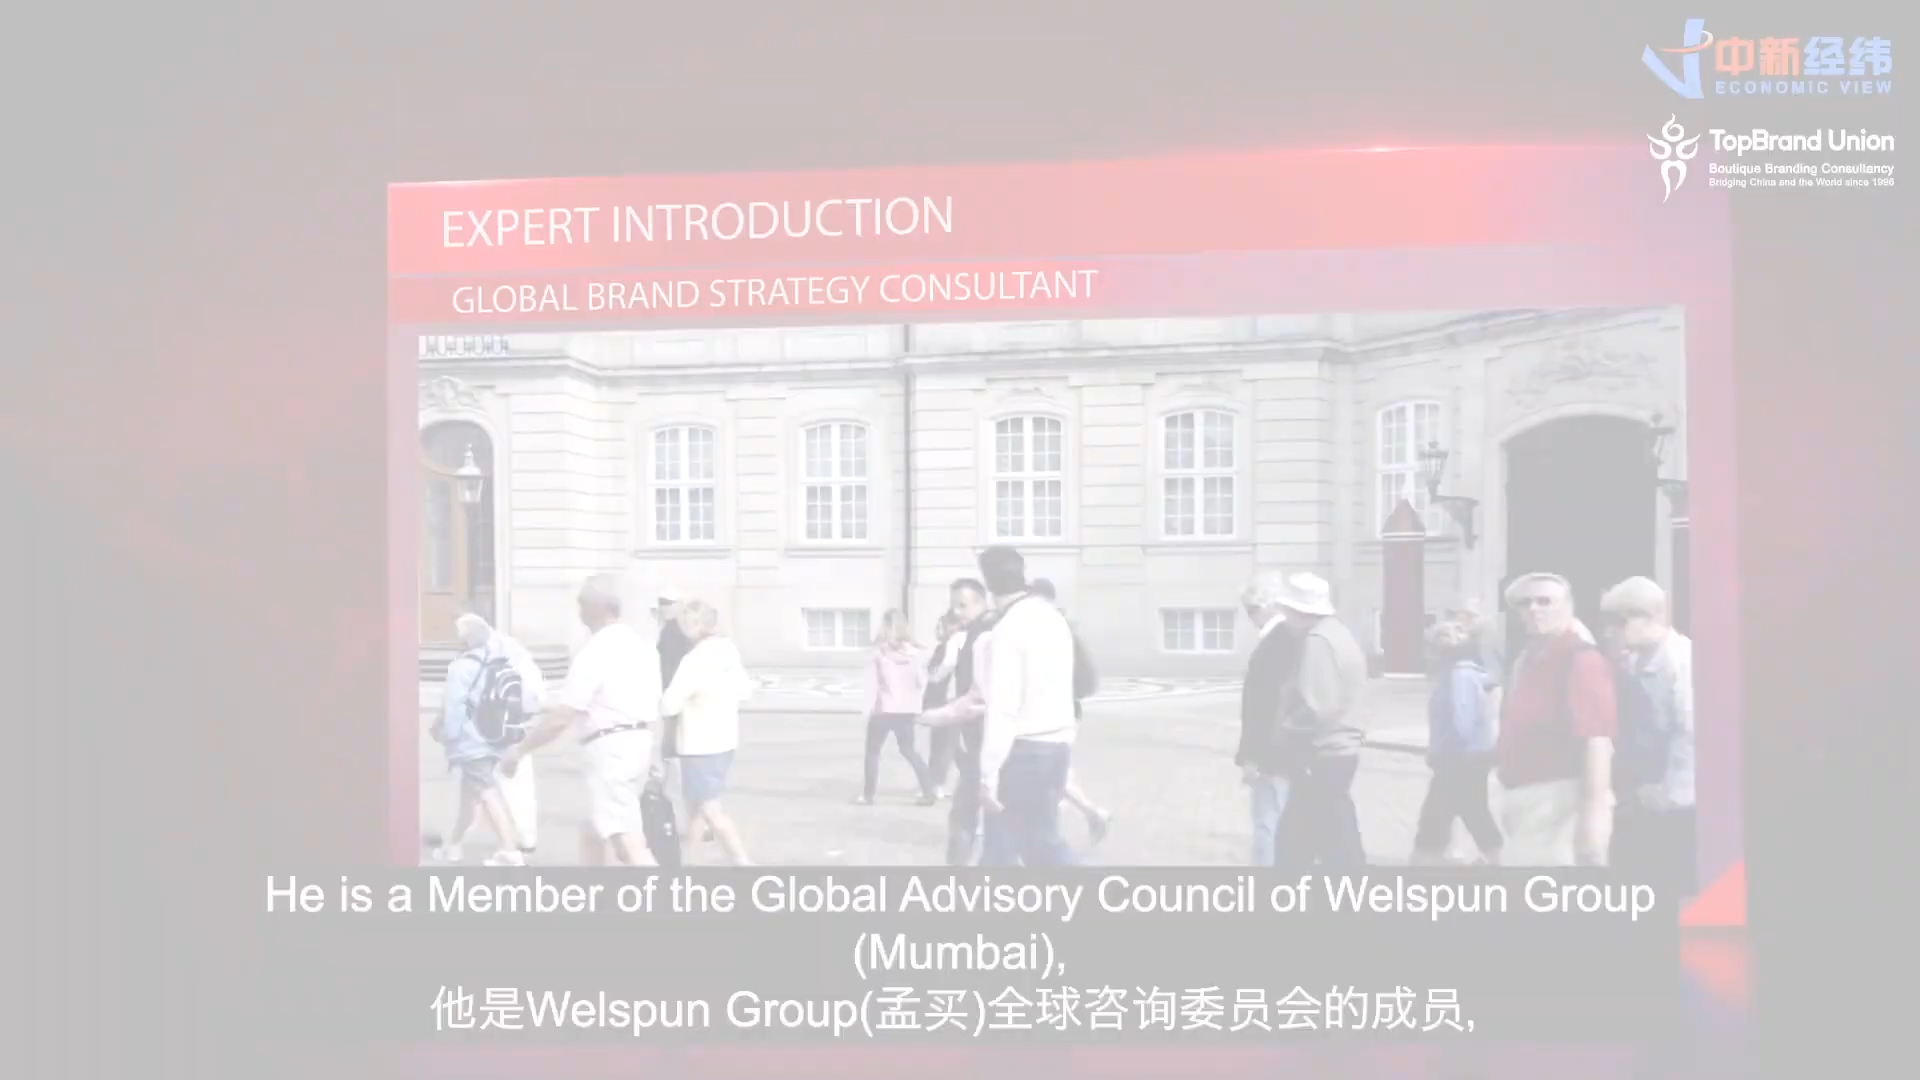 中新经纬
ECONOMIC VIEW
TopBrand Union
Boutique Branding Consultancy
Bridging China and the World since 1996
EXPERT INTRODUCTION
GLOBAL BRAND STRATEGY CONSULTANT
He is a Member of the Global Advisory Council of Welspun Group
(Mumbai),
他是Welspun Group(孟买)全球咨询委员会的成员,